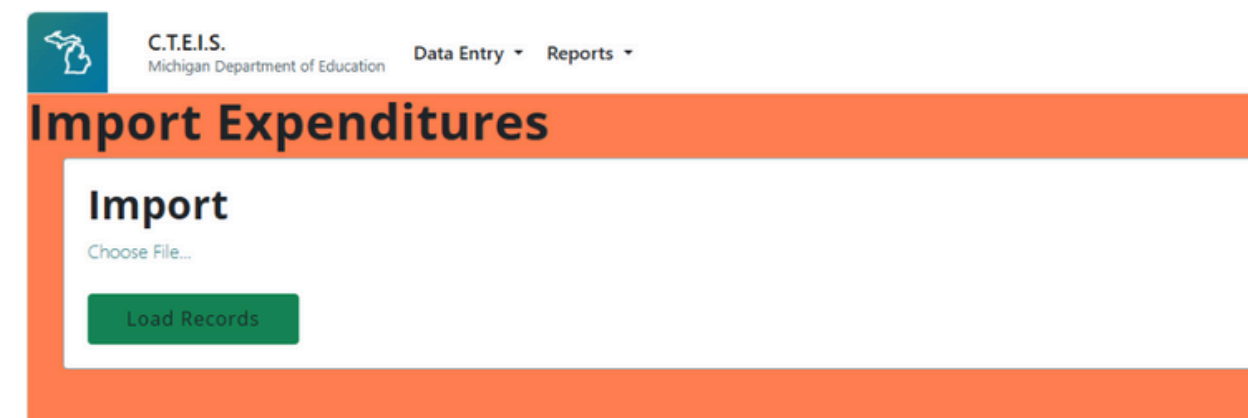 C.T.E.I.S.
Michigan Department of Education
Data Entry Reports
Import Expenditures
Import
Choose File...
Load Records